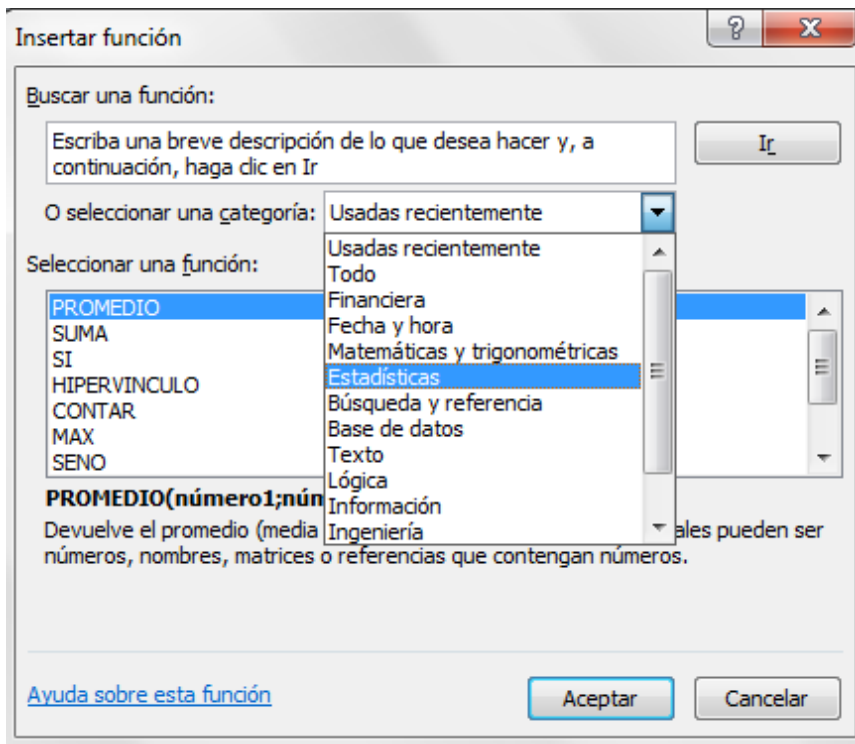 Insertar función
Buscar una función:
Escriba una breve descripción de lo que desea hacer y, a
continuación, haga clic en Ir
Ir
O seleccionar una categoría: Usadas recientemente
Usadas recientemente
Todo
Financiera
Fecha y hora
Matemáticas y trigonométricas
Estadísticas
Búsqueda y referencia
Base de datos
Texto
Lógica
Información
Ingeniería
Seleccionar una función:
PROMEDIO
SUMA
SI
HIPERVINCULO
CONTAR
MAX
SENO
PROMEDIO(número1;núm
Devuelve el promedio (media ales pueden ser
números, nombres, matrices o referencias que contengan números.
Ayuda sobre esta función
Aceptar
Cancelar